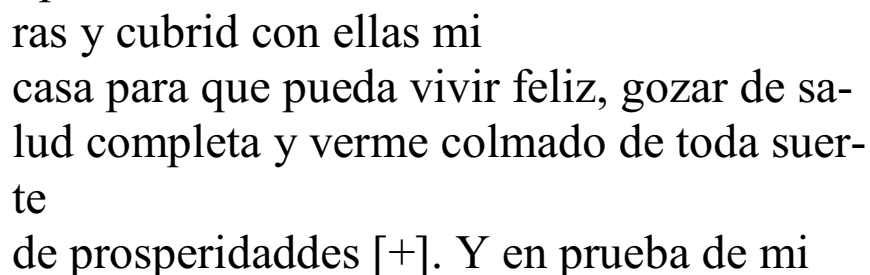 ras y cubrid con ellas mi
casa para que pueda vivir feliz, gozar de sa-
lud completa y verme colmado de toda suer-
te
de prosperidaddes [+]. Y en prueba de mi